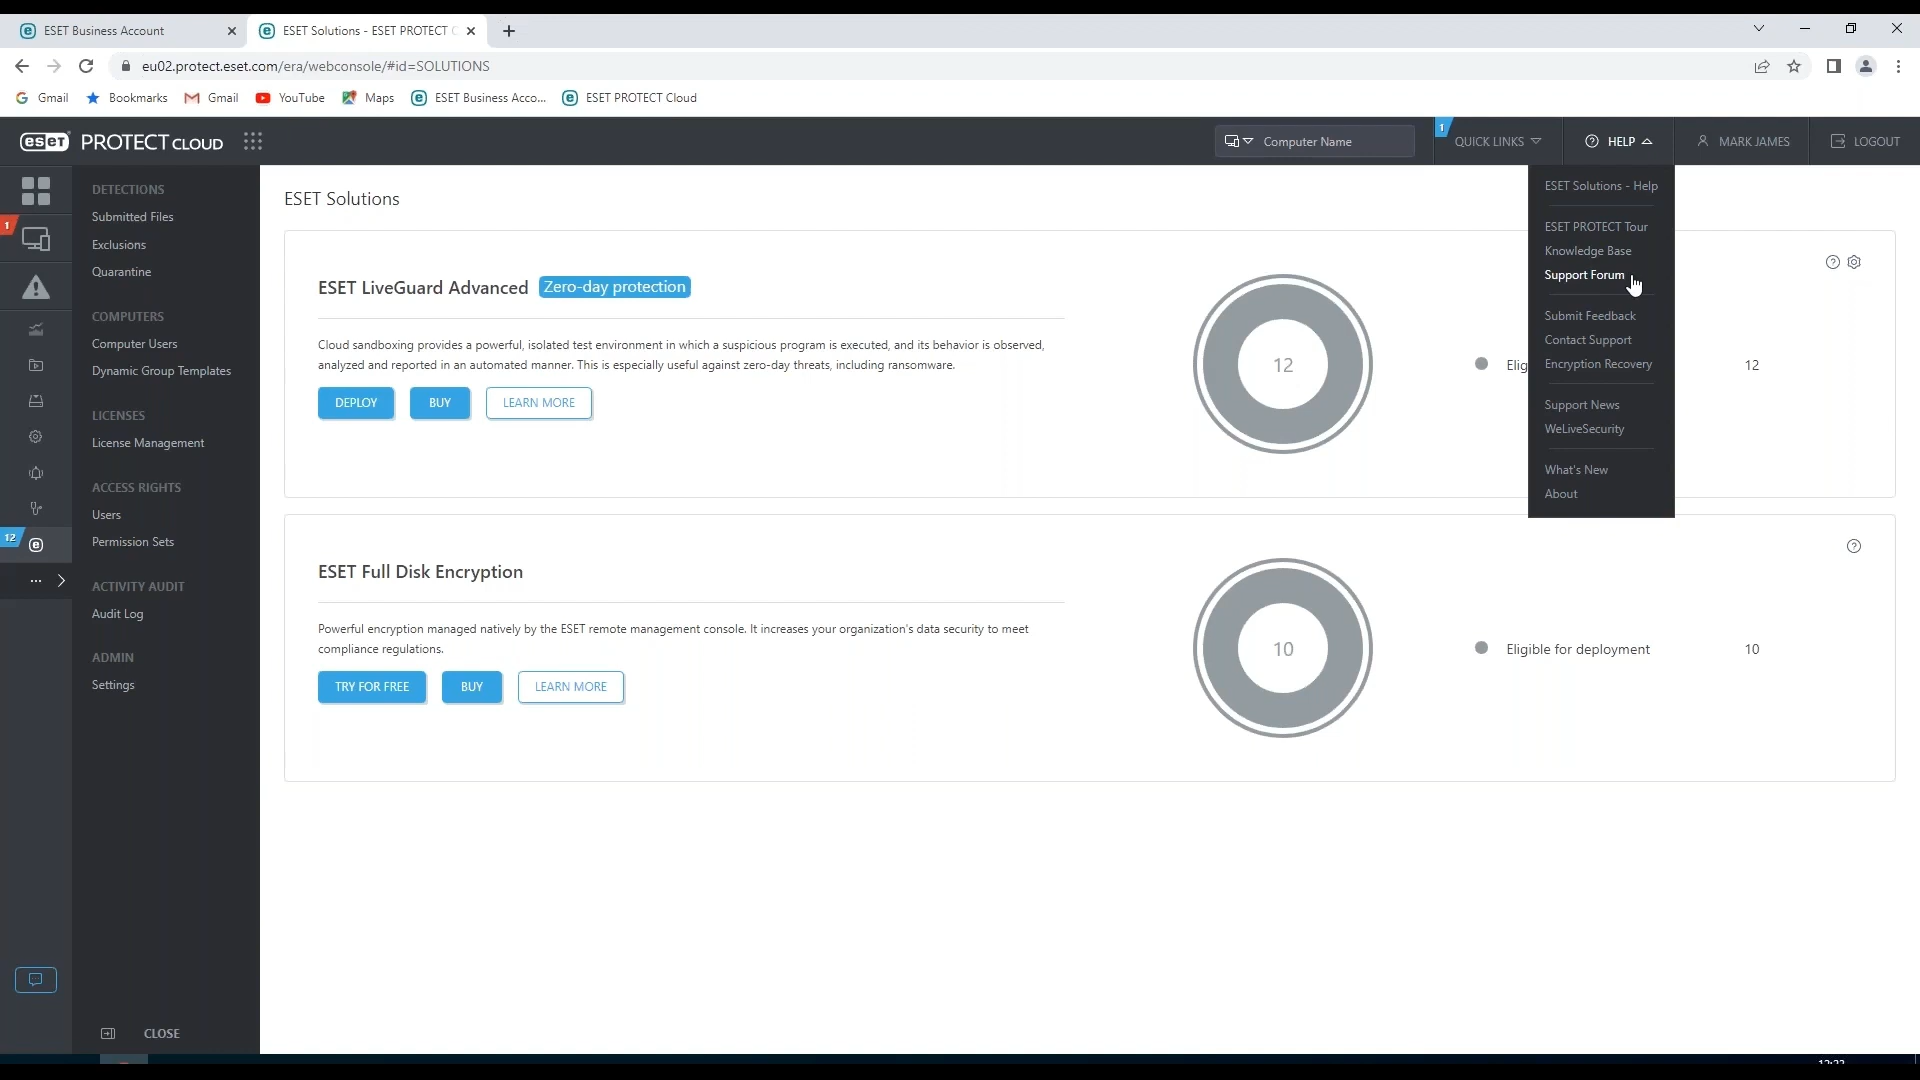 ESET Business Account
ESET Solutions - ESET PROTECT C
eu02.protect.eset.com/era/webconsole/#id=SOLUTIONS
Gmail
Bookmarks
Gmail
YouTube
Maps
ESET Business Acco...
ESET PROTECT Cloud
eset PROTECT CLOUD
Computer Name
1
QUICK LINKS
HELP
MARK JAMES
LOGOUT
1
12
DETECTIONS
Submitted Files
Exclusions
Quarantine
COMPUTERS
Computer Users
Dynamic Group Templates
LICENSES
License Management
ACCESS RIGHTS
Users
Permission Sets
ACTIVITY AUDIT
Audit Log
ADMIN
Settings
CLOSE
ESET Solutions
ESET LiveGuard Advanced
Zero-day protection
Cloud sandboxing provides a powerful, isolated test environment in which a suspicious program is executed, and its behavior is observed,
analyzed and reported in an automated manner. This is especially useful against zero-day threats, including ransomware.
DEPLOY
BUY
LEARN MORE
12
Elig
12
ESET Solutions - Help
ESET PROTECT Tour
Knowledge Base
Support Forum
Submit Feedback
Contact Support
Encryption Recovery
Support News
WeLiveSecurity
What's New
About
ESET Full Disk Encryption
Powerful encryption managed natively by the ESET remote management console. It increases your organization's data security to meet
compliance regulations.
TRY FOR FREE
BUY
LEARN MORE
10
Eligible for deployment
10